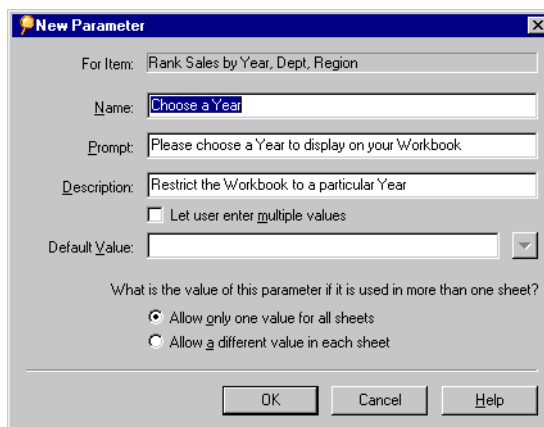 New Parameter
For Item: Rank Sales by Year, Dept, Region
Name: Choose a Year
Prompt: Please choose a Year to display on your Workbook
Description: Restrict the Workbook to a particular Year
Let user enter multiple values
Default Value:
What is the value of this parameter if it is used in more than one sheet?
Allow only one value for all sheets
Allow a different value in each sheet
OK Cancel Help